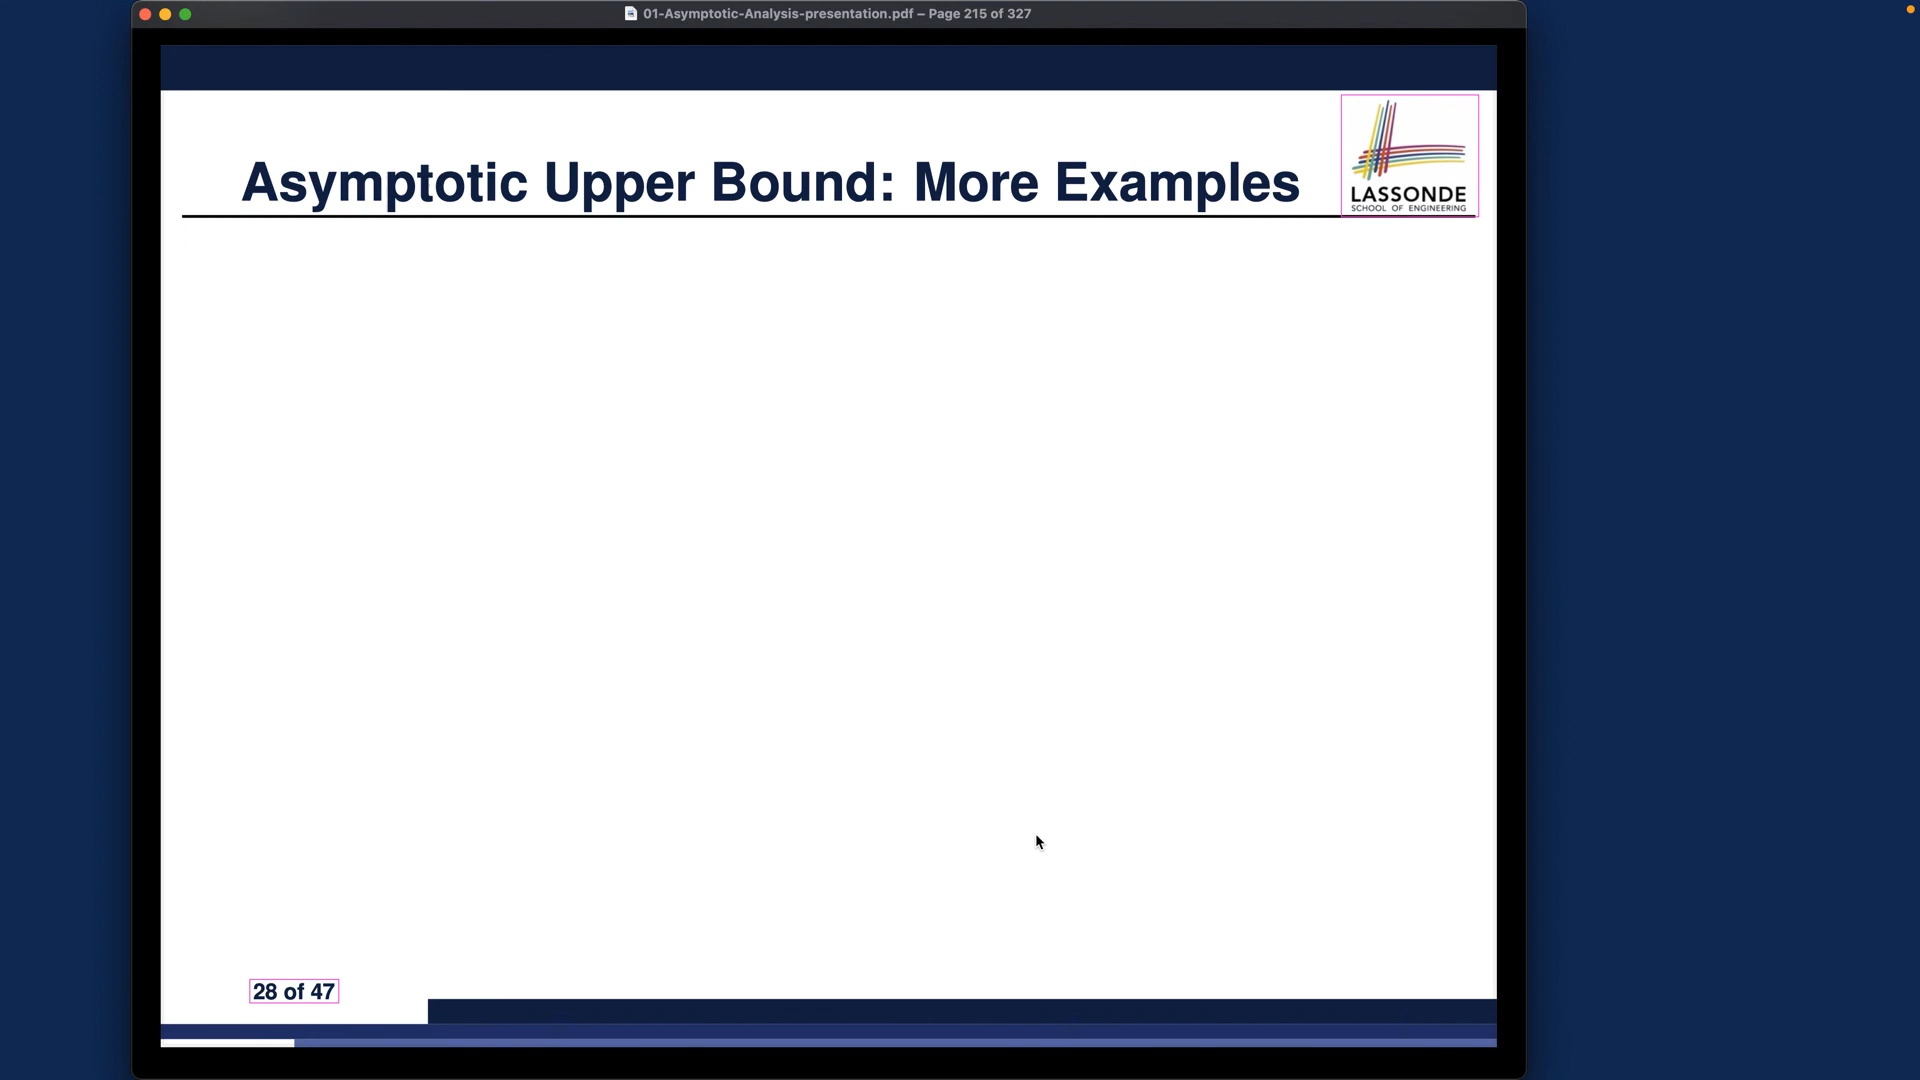 01-Asymptotic-Analysis-presentation.pdf – Page 215 of 327
Asymptotic Upper Bound: More Examples
LASSONDE
SCHOOL OF ENGINEERING
28 of 47